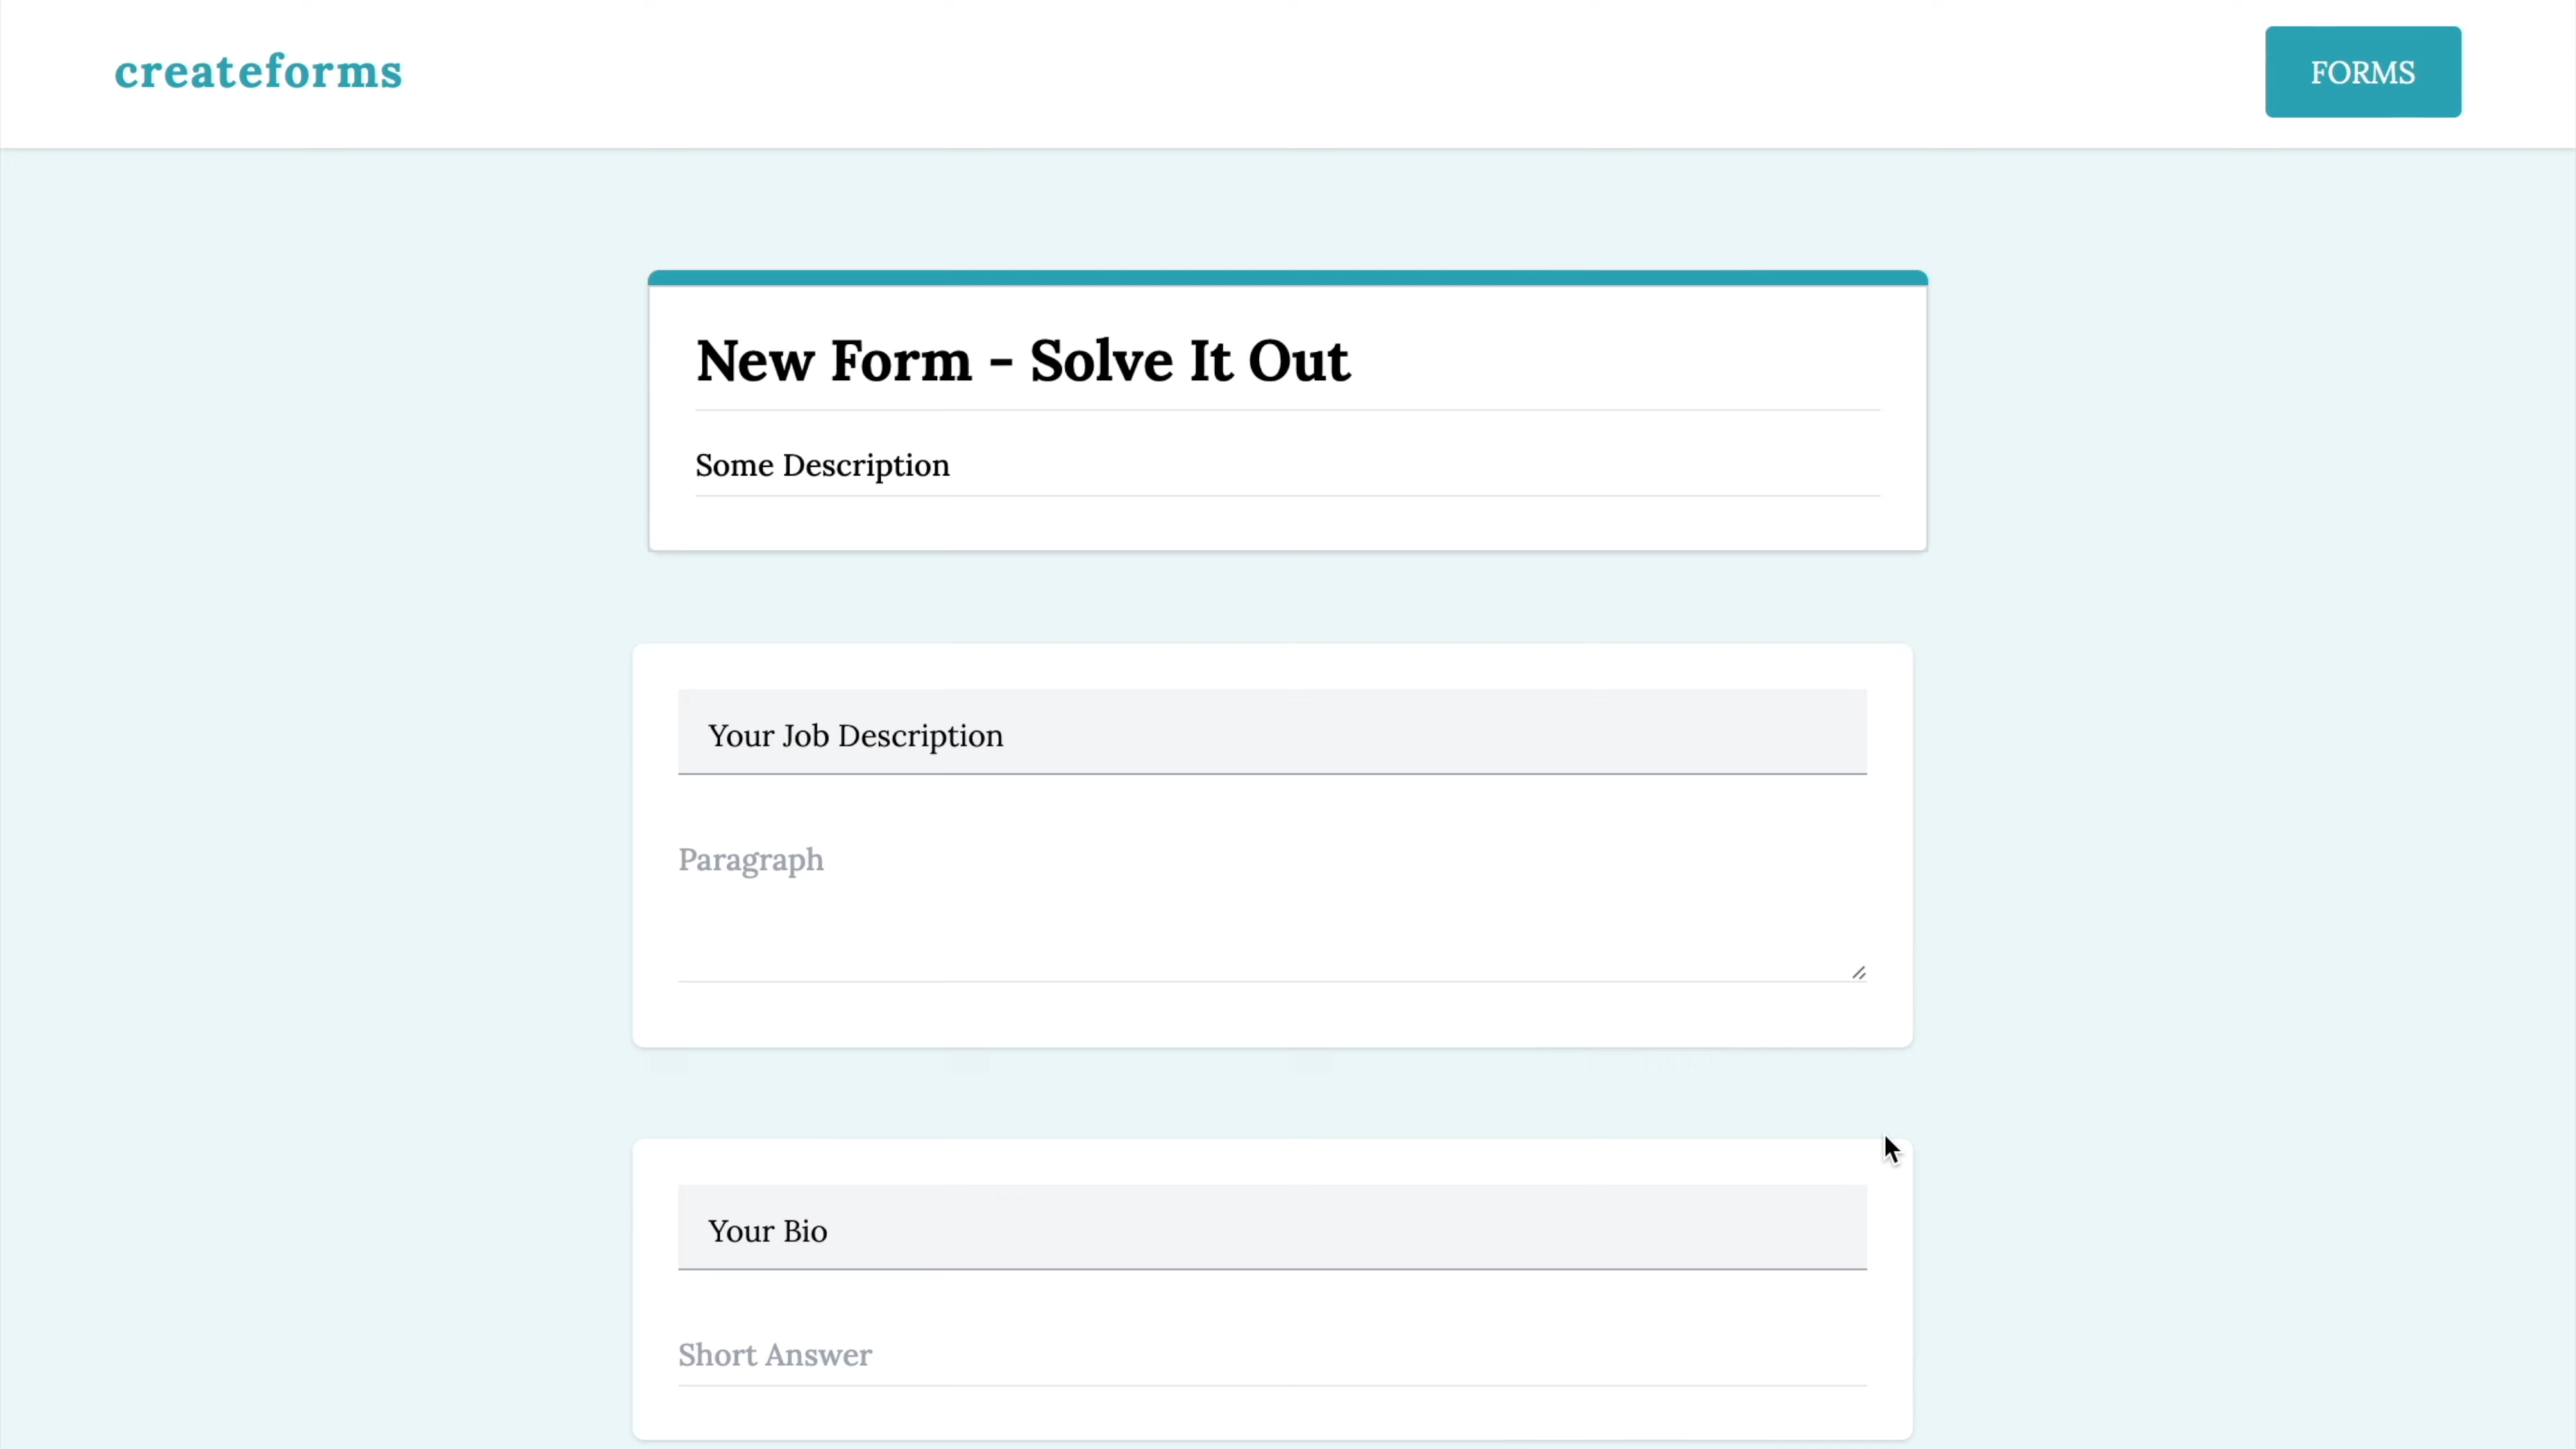 createforms
FORMS
New Form - Solve It Out
Some Description
Your Job Description
Paragraph
Your Bio
Short Answer